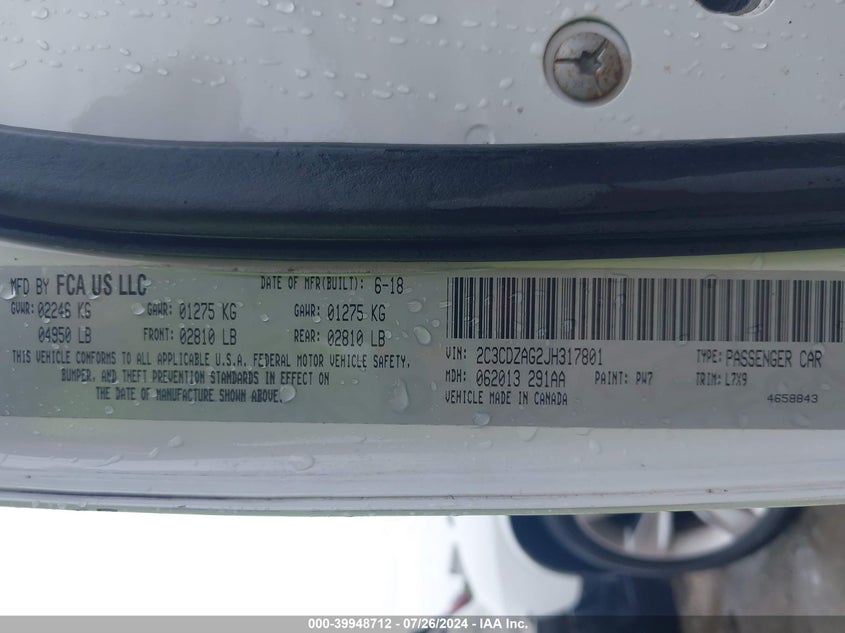 MFD BY FCA US LLC DATE OF MFR(BUILT): 6-18
GVWR: 02246 KG GAWR: 01275 KG GAWR: 01275 KG
04950 LB FRONT: 02810 LB REAR: 02810 LB
THIS VEHICLE CONFORMS TO ALL APPLICABLE U.S.A. FEDERAL MOTOR VEHICLE SAFETY,
BUMPER, AND THEFT PREVENTION STANDARDS IN EFFECT ON
THE DATE OF MANUFACTURE SHOWN ABOVE.
VIN: 2C3CDZAG2JH317801 TYPE: PASSENGER CAR
MDH: 062013 291AA PAINT: PW7 TRIM: L7X9
VEHICLE MADE IN CANADA 4658843
000-39948712 - 07/26/2024 - IAA Inc.